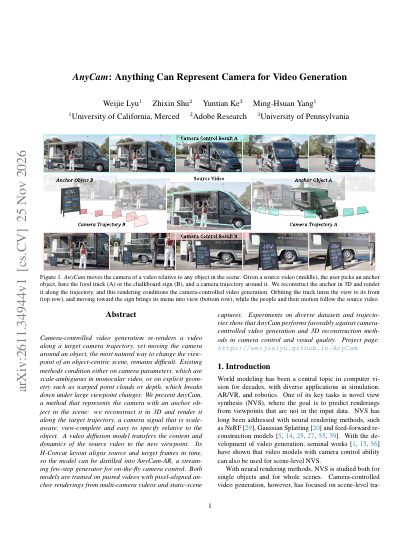 AnyCam: Anything Can Represent Camera for Video Generation
Weijie Lyu1 Zhixin Shu2 Yuntian Ke3 Ming-Hsuan Yang1
1University of California, Merced 2Adobe Research 3University of Pennsylvania
arXiv:2611.34944v1 [cs.CV] 25 Nov 2026
Camera Control Result A
Anchor Object B
Source Video
Anchor Object A
Camera Trajectory B
Camera Trajectory A
Camera Control Result B
Figure 1. AnyCam moves the camera of a video relative to any object in the scene. Given a source video (middle), the user picks an anchor
object, here the food truck (A) or the chalkboard sign (B), and a camera trajectory around it. We reconstruct the anchor in 3D and render
it along the trajectory, and this rendering conditions the camera-controlled video generation. Orbiting the truck turns the view to its front
(top row), and moving toward the sign brings its menu into view (bottom row), while the people and their motion follow the source video.
Abstract
Camera-controlled video generation re-renders a video
along a target camera trajectory, yet moving the camera
around an object, the most natural way to change the view-
point of an object-centric scene, remains difficult. Existing
methods condition either on camera parameters, which are
scale-ambiguous in monocular video, or on explicit geome-
try such as warped point clouds or depth, which breaks
down under large viewpoint changes. We present AnyCam,
a method that represents the camera with an anchor ob-
ject in the scene: we reconstruct it in 3D and render it
along the target trajectory, a camera signal that is scale-
aware, view-complete and easy to specify relative to the
object. A video diffusion model transfers the content and
dynamics of the source video to the new viewpoint. Its
H-Concat layout aligns source and target frames in time;
so the model can be distilled into AnyCam-AR, a stream-
ing few-step generator for on-the-fly camera control. Both
models are trained on paired videos with pixel-aligned an-
chor renderings from multi-camera videos and static-scene
captures. Experiments on diverse datasets and trajecto-
ries show that AnyCam performs favorably against camera-
controlled video generation and 3D reconstruction meth-
ods in camera control and visual quality. Project page:
https://weijielyu.github.io/AnyCam.
1. Introduction
World modeling has been a central topic in computer vision
for decades, with diverse applications in simulation,
AR/VR, and robotics. One of its key tasks is novel view
synthesis (NVS), where the goal is to predict renderings
from viewpoints that are not in the input data. NVS has
long been addressed with neural rendering methods, such
as NeRF [29], Gaussian Splatting [20] and feed-forward re-
construction models [5, 14, 25, 27, 55, 59]. With the de-
velopment of video generation, seminal works [1, 15, 56]
have shown that video models with camera control ability
can also be used for scene-level NVS.
With neural rendering methods, NVS is studied both for
single objects and for whole scenes. Camera-controlled
video generation, however, has focused on scene-level tra-
1